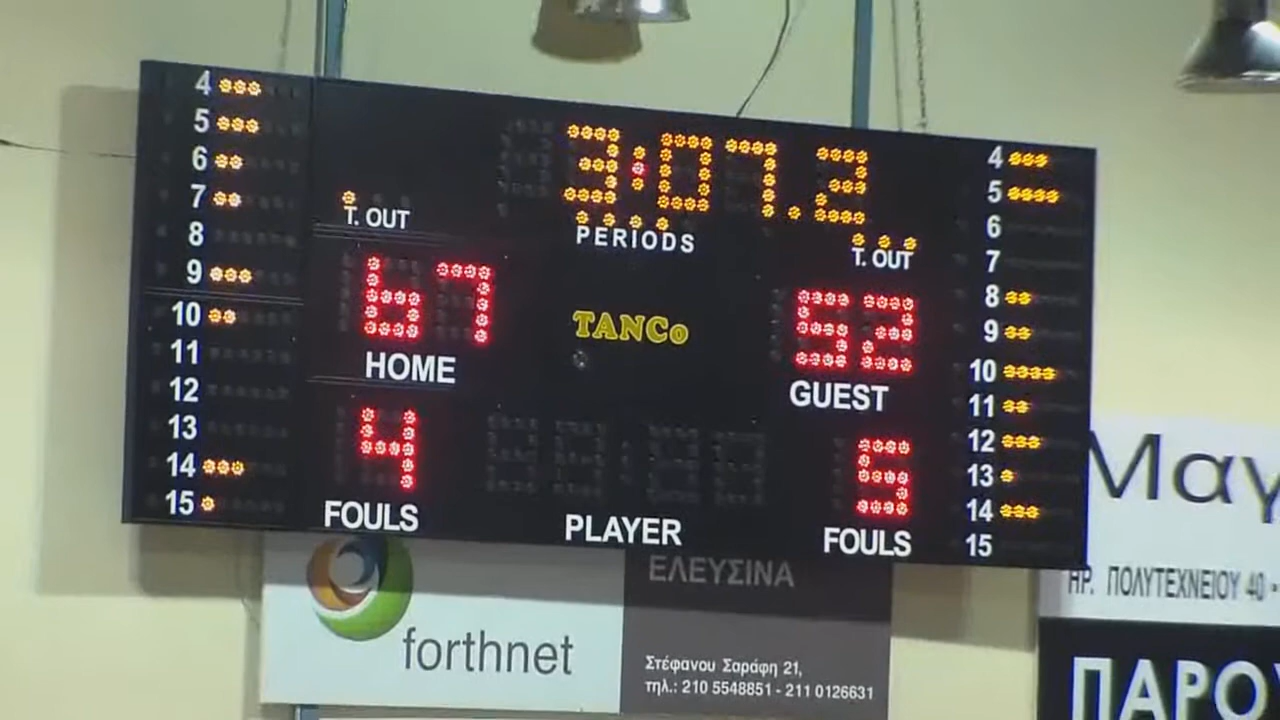 4
5
6
7
8
9
10
11
12
13
14
15
3:07.2
T. OUT
PERIODS
T. OUT
67
52
TANCo
HOME
GUEST
4
5
FOULS
PLAYER
FOULS
4
5
6
7
8
9
10
11
12
13
14
15
forthnet
ΕΛΕΥΣΙΝΑ
Στέφανου Σαράφη 21,
τηλ.: 210 5548851 - 211 0126631
Μαγ
ΗΡ. ΠΟΛΥΤΕΧΝΕΙΟΥ 40 -
ΠΑΡΟΥ